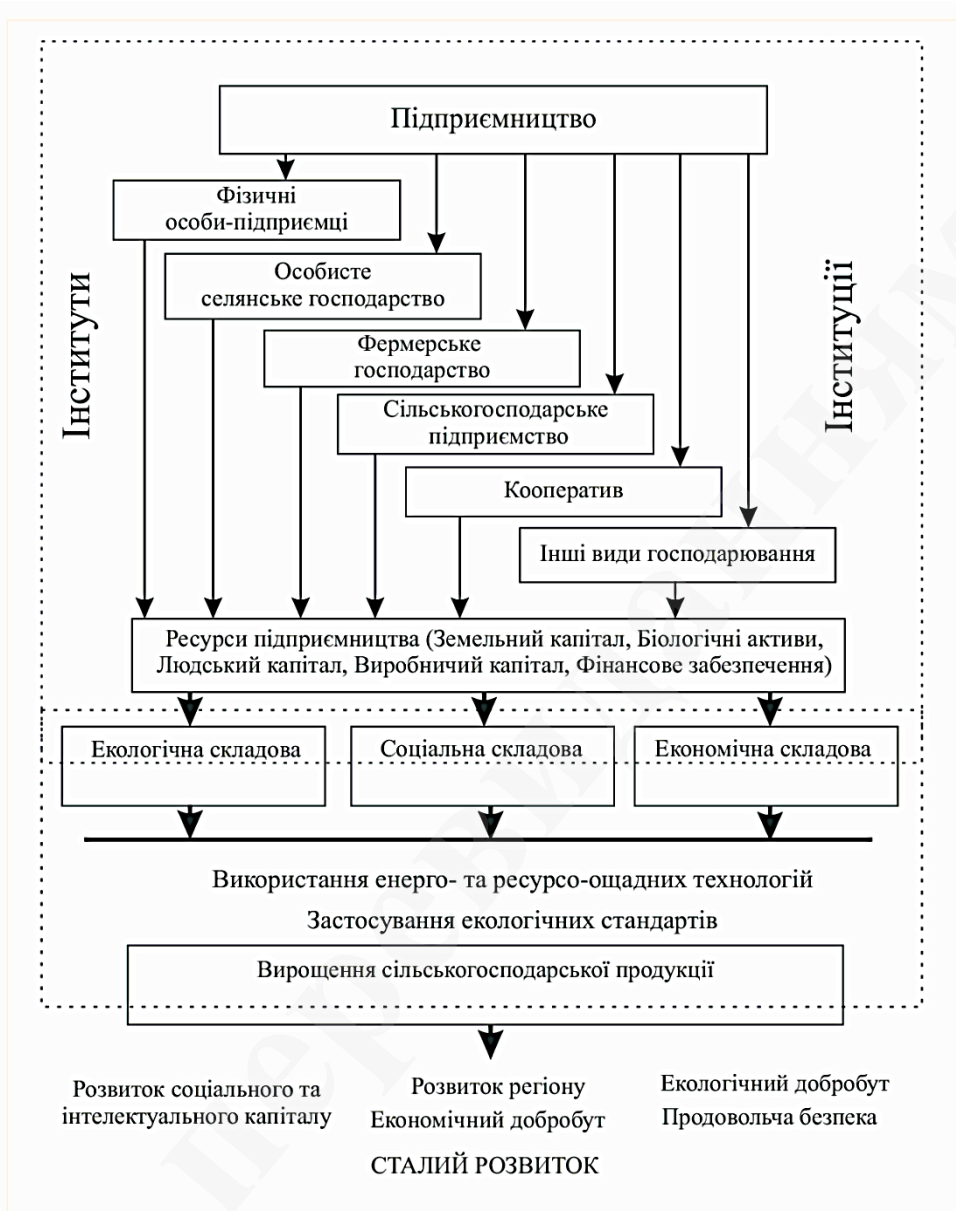 Підприємництво
Фізичні
особи-підприємці
Особисте
селянське господарство
Фермерське
господарство
Сільськогосподарське
підприємство
Кооператив
Інші види господарювання
Інститути
Інституції
Ресурси підприємництва (Земельний капітал, Біологічні активи,
Людський капітал, Виробничий капітал, Фінансове забезпечення)
Екологічна складова
Соціальна складова
Економічна складова
Використання енерго- та ресурсо-ощадних технологій
Застосування екологічних стандартів
Вирощення сільськогосподарської продукції
Розвиток соціального та
інтелектуального капіталу
Розвиток регіону
Економічний добробут
Екологічний добробут
Продовольча безпека
СТАЛИЙ РОЗВИТОК